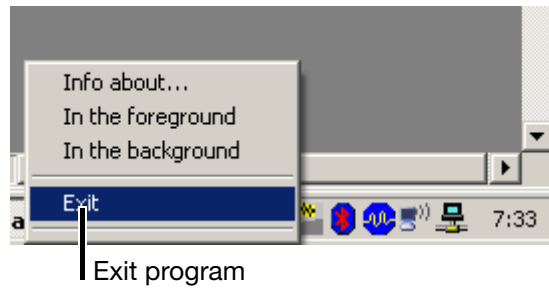 Info about...
In the foreground
In the background
Exit
a
7:33
Exit program